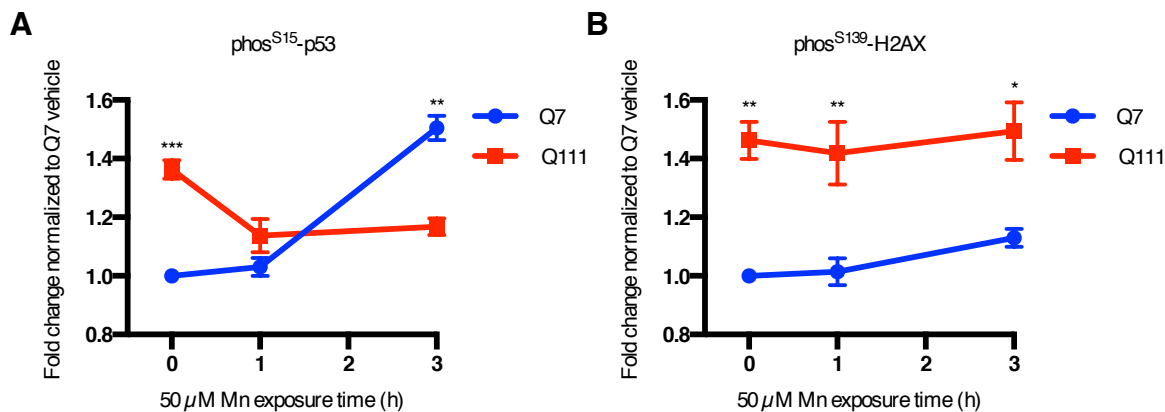 A
phosS15-p53
Fold change normalized to Q7 vehicle
1.6
1.4
1.2
1.0
0.8
***
**
0
1
2
3
50 µM Mn exposure time (h)
Q7
Q111
B
phosS139-H2AX
Fold change normalized to Q7 vehicle
1.6
1.4
1.2
1.0
0.8
**
**
*
0
1
2
3
50 µM Mn exposure time (h)
Q7
Q111